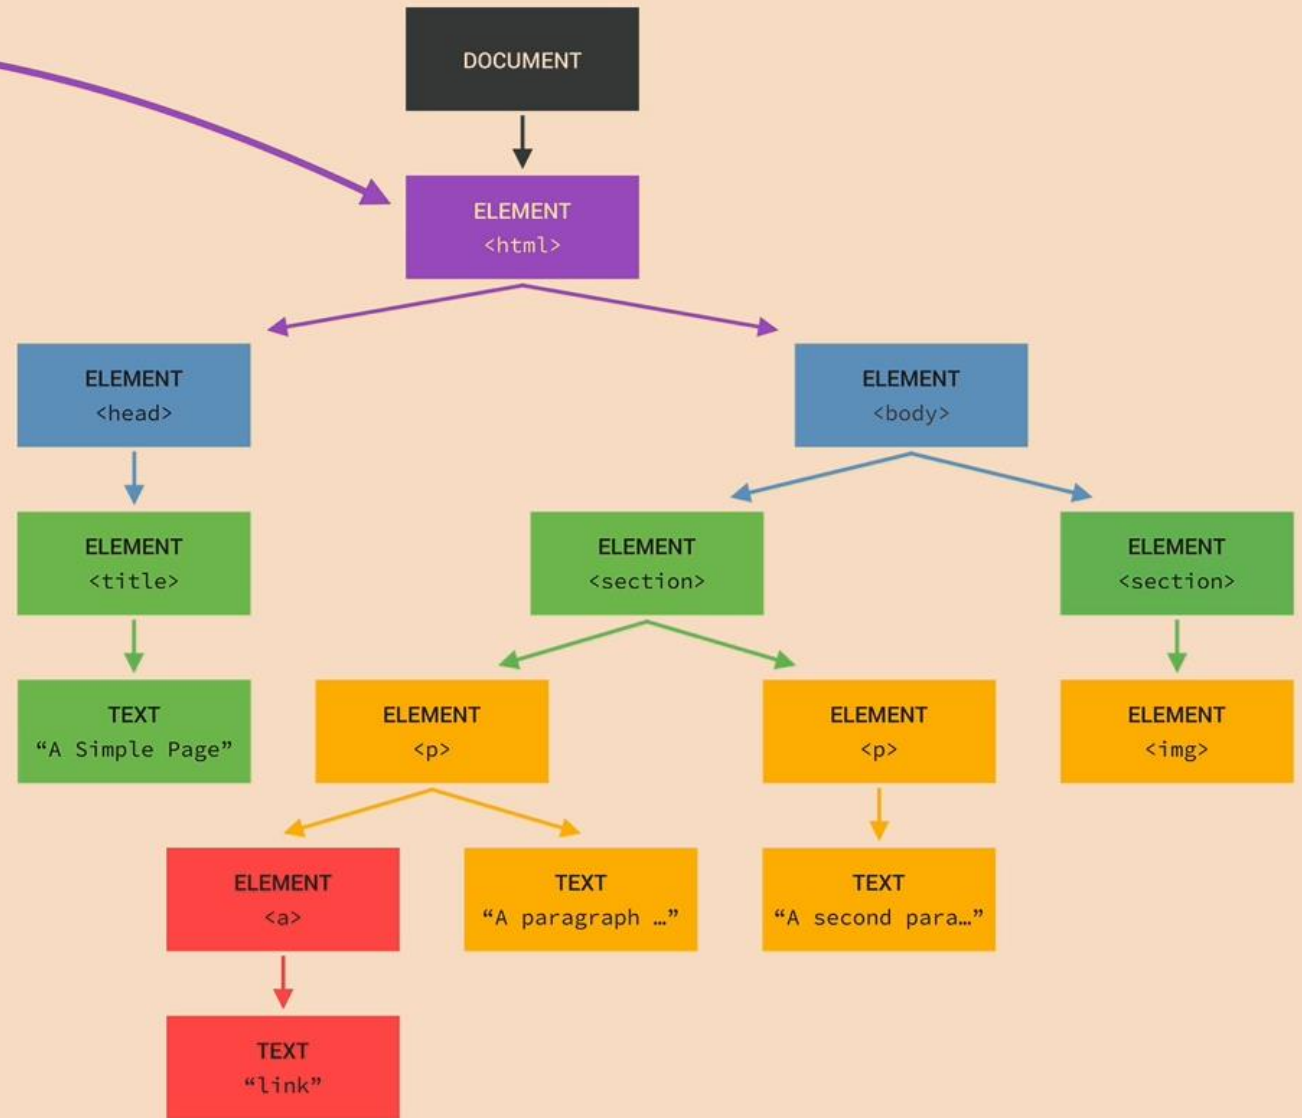 DOCUMENT
ELEMENT
<html>
ELEMENT
<head>
ELEMENT
<body>
ELEMENT
<title>
ELEMENT
<section>
ELEMENT
<section>
TEXT
“A Simple Page”
ELEMENT
<p>
ELEMENT
<p>
ELEMENT
<img>
ELEMENT
<a>
TEXT
“A paragraph …”
TEXT
“A second para…”
TEXT
“link”